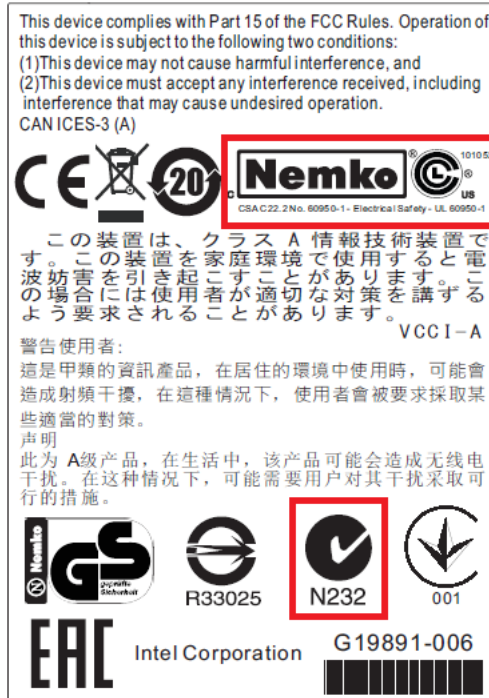 This device complies with Part 15 of the FCC Rules. Operation of
this device is subject to the following two conditions:
(1)This device may not cause harmful interference, and
(2)This device must accept any interference received, including
interference that may cause undesired operation.
CAN ICES-3 (A)
CE 20 C Nemko ® ® US
CSA C22.2 No. 60950-1 - Electrical Safety - UL 60950-1
この装置は、クラス A 情報技術装置で
す。この装置を家庭環境で使用すると電
波妨害を引き起こすことがあります。こ
の場合には使用者が適切な対策を講ずる
よう要求されることがあります。
VCCI-A
警告使用者:
這是甲類的資訊產品，在居住的環境中使用時，可能會
造成射頻干擾，在這種情況下，使用者會被要求採取某
些適當的對策。
声明
此为 A级产品，在生活中，该产品可能会造成无线电
干扰。在这种情况下，可能需要用户对其干扰采取可
行的措施。
Nemko GS geprüfte Sicherheit
R33025 N232 001
EAC Intel Corporation G19891-006